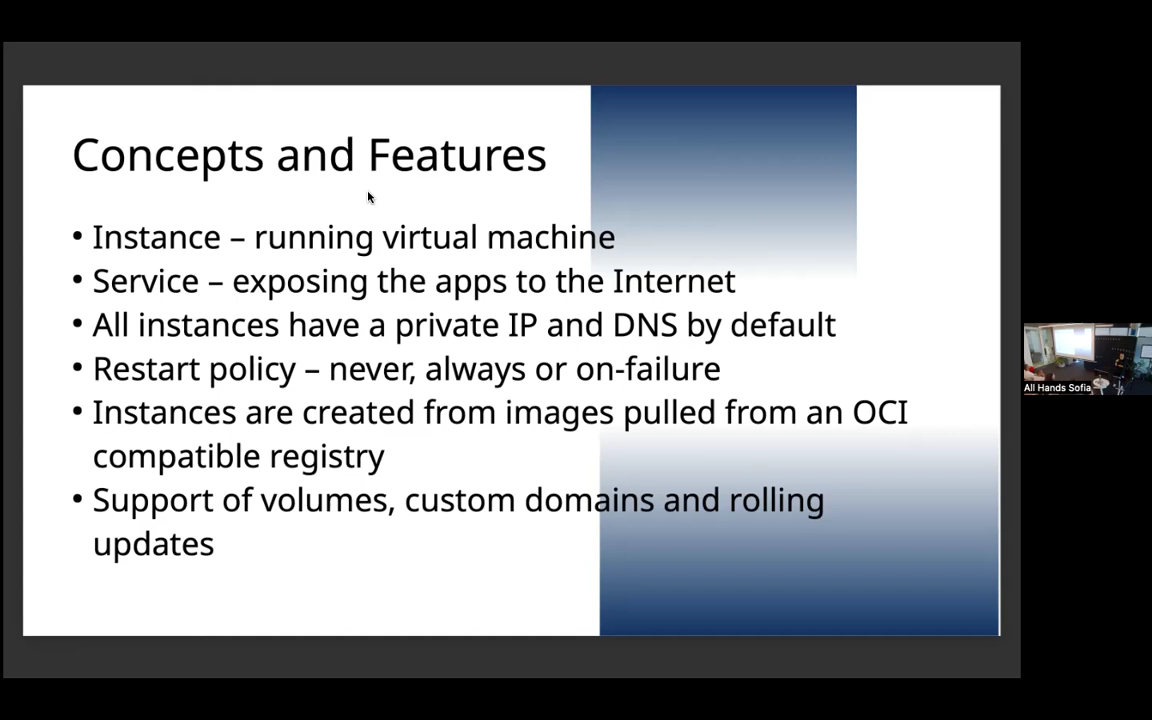 Concepts and Features
• Instance – running virtual machine
• Service – exposing the apps to the Internet
• All instances have a private IP and DNS by default
• Restart policy – never, always or on-failure
• Instances are created from images pulled from an OCI
compatible registry
• Support of volumes, custom domains and rolling
updates
All Hands Sofia